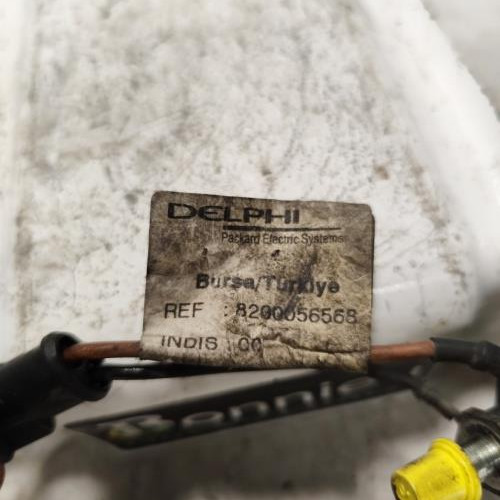 DELPHI
Packard Electric Systems
Bursa/Türkiye
REF : 8200056568
INDIS : 00